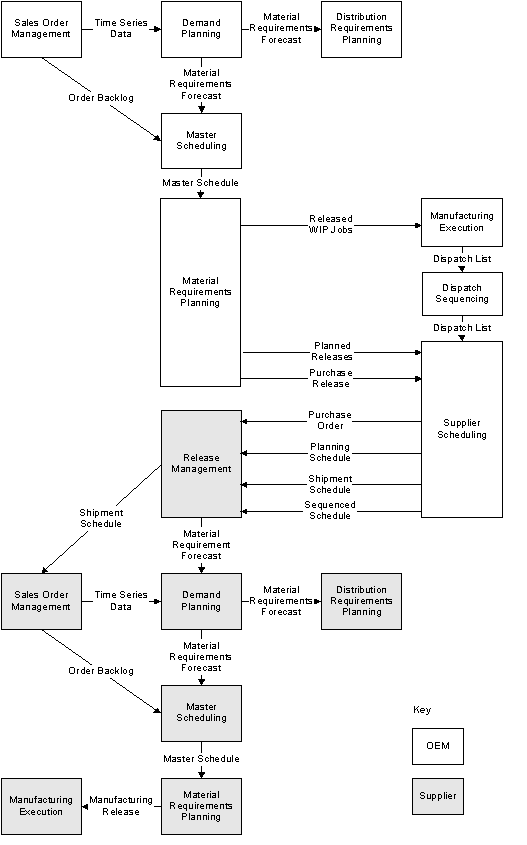 Sales Order
Management
Time Series
Data
Demand
Planning
Material
Requirements
Forecast
Distribution
Requirements
Planning
Order Backlog
Material
Requirements
Forecast
Master
Scheduling
Master Schedule
Material
Requirements
Planning
Released
WIP Jobs
Manufacturing
Execution
Dispatch List
Dispatch
Sequencing
Dispatch List
Planned
Releases
Purchase
Release
Supplier
Scheduling
Release
Management
Purchase
Order
Planning
Schedule
Shipment
Schedule
Sequenced
Schedule
Shipment
Schedule
Material
Requirement
Forecast
Sales Order
Management
Time Series
Data
Demand
Planning
Material
Requirements
Forecast
Distribution
Requirements
Planning
Order Backlog
Material
Requirements
Forecast
Master
Scheduling
Master Schedule
Manufacturing
Execution
Manufacturing
Release
Material
Requirements
Planning
Key
OEM
Supplier